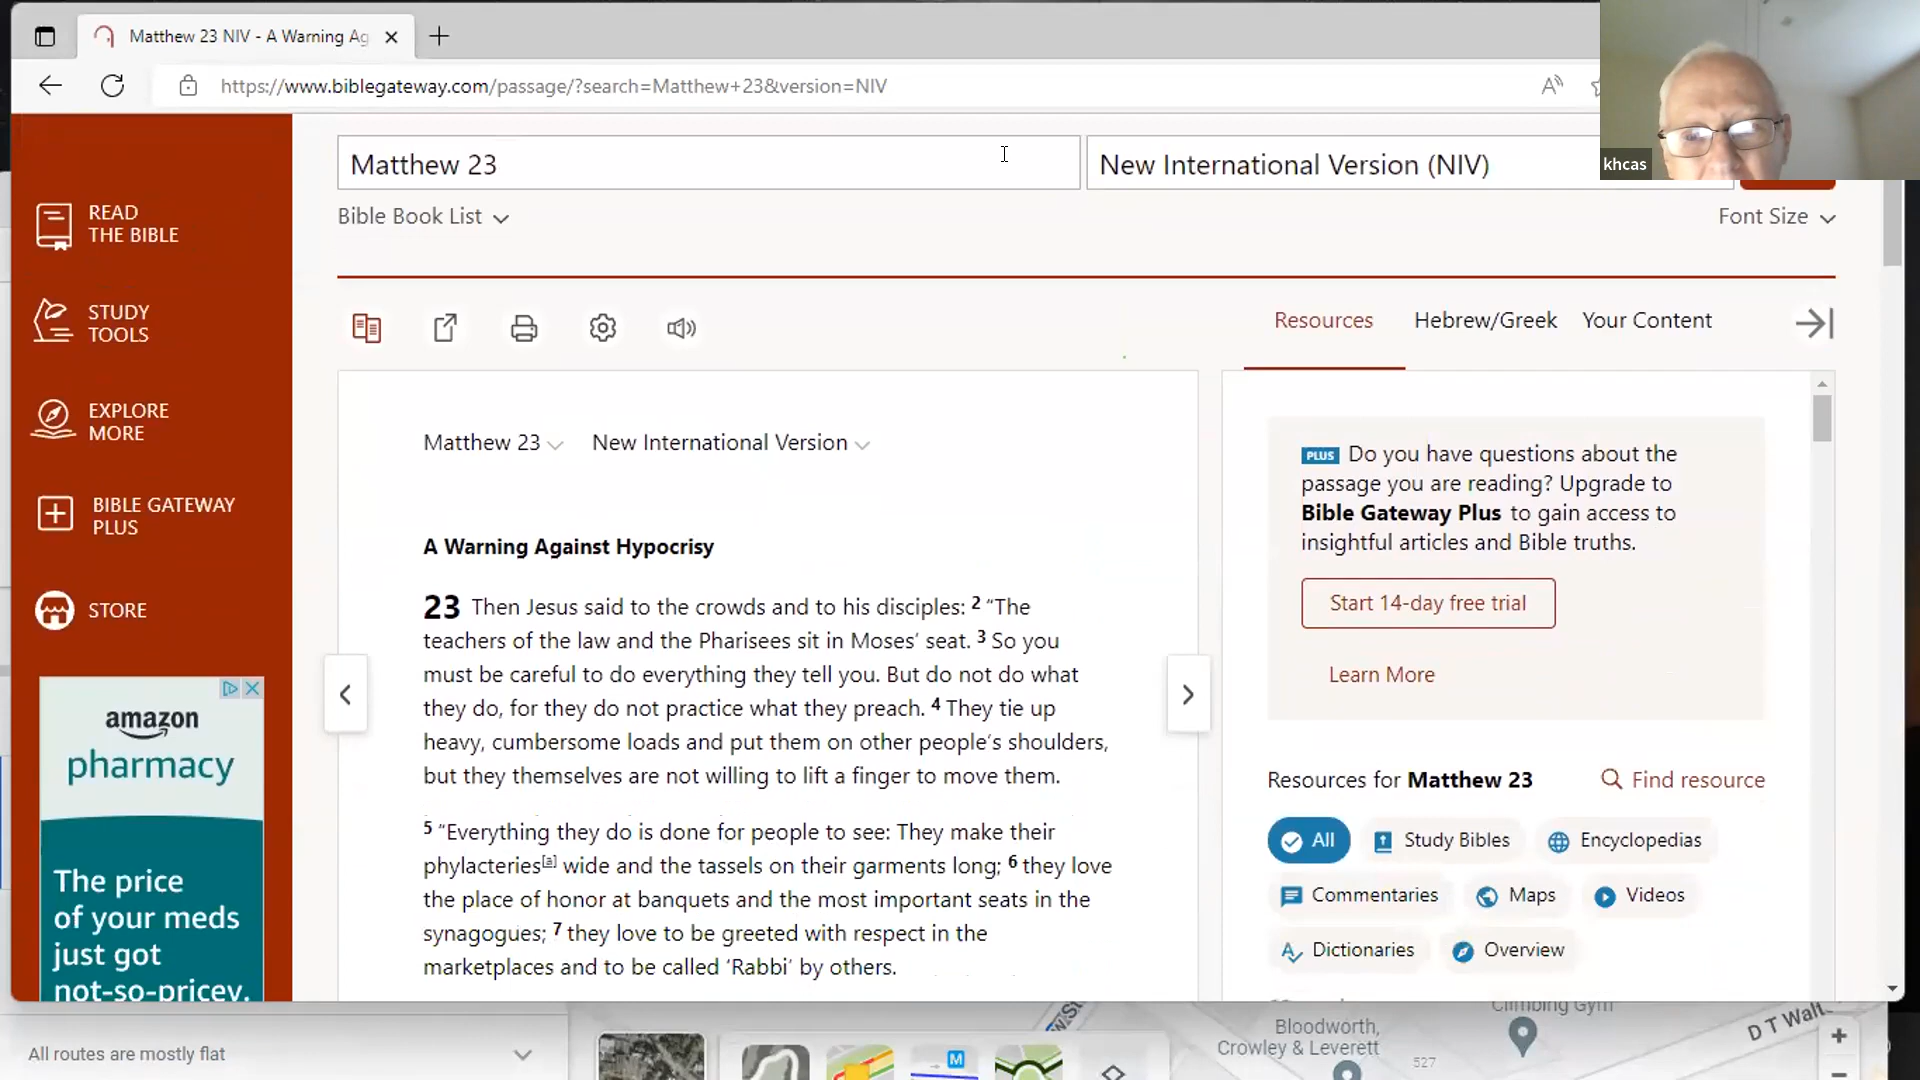 Matthew 23 NIV - A Warning Ag
https://www.biblegateway.com/passage/?search=Matthew+23&version=NIV
khcas
Matthew 23
New International Version (NIV)
Bible Book List
Font Size
READ
THE BIBLE
STUDY
TOOLS
EXPLORE
MORE
BIBLE GATEWAY
PLUS
STORE
amazon
pharmacy
The price
of your meds
just got
not-so-pricey.
Resources
Hebrew/Greek
Your Content
Matthew 23
New International Version
A Warning Against Hypocrisy
23 Then Jesus said to the crowds and to his disciples: 2 “The
teachers of the law and the Pharisees sit in Moses’ seat. 3 So you
must be careful to do everything they tell you. But do not do what
they do, for they do not practice what they preach. 4 They tie up
heavy, cumbersome loads and put them on other people’s shoulders,
but they themselves are not willing to lift a finger to move them.
5 “Everything they do is done for people to see: They make their
phylacteries[a] wide and the tassels on their garments long; 6 they love
the place of honor at banquets and the most important seats in the
synagogues; 7 they love to be greeted with respect in the
marketplaces and to be called ‘Rabbi’ by others.
PLUS Do you have questions about the
passage you are reading? Upgrade to
Bible Gateway Plus to gain access to
insightful articles and Bible truths.
Start 14-day free trial
Learn More
Resources for Matthew 23
Find resource
All
Study Bibles
Encyclopedias
Commentaries
Maps
Videos
Dictionaries
Overview
All routes are mostly flat
M
W St
Climbing Gym
Bloodworth,
Crowley & Leverett
527
D T Walt